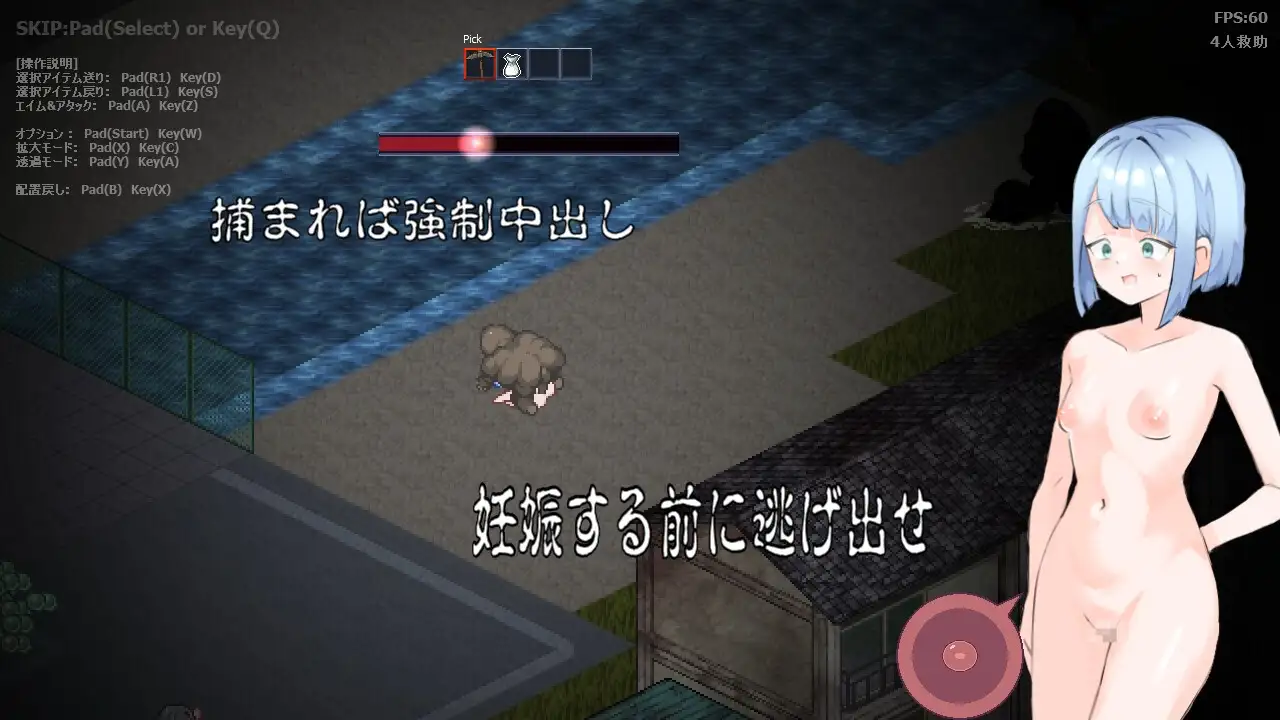 SKIP:Pad(Select) or Key(Q)
FPS:60
4人救助
Pick
[操作説明]
選択アイテム送り: Pad(R1) Key(D)
選択アイテム戻り: Pad(L1) Key(S)
エイム&アタック: Pad(A) Key(Z)
オプション: Pad(Start) Key(W)
拡大モード: Pad(X) Key(C)
透過モード: Pad(Y) Key(A)
配置戻し: Pad(B) Key(X)
捕まれば強制中出し
妊娠する前に逃げ出せ